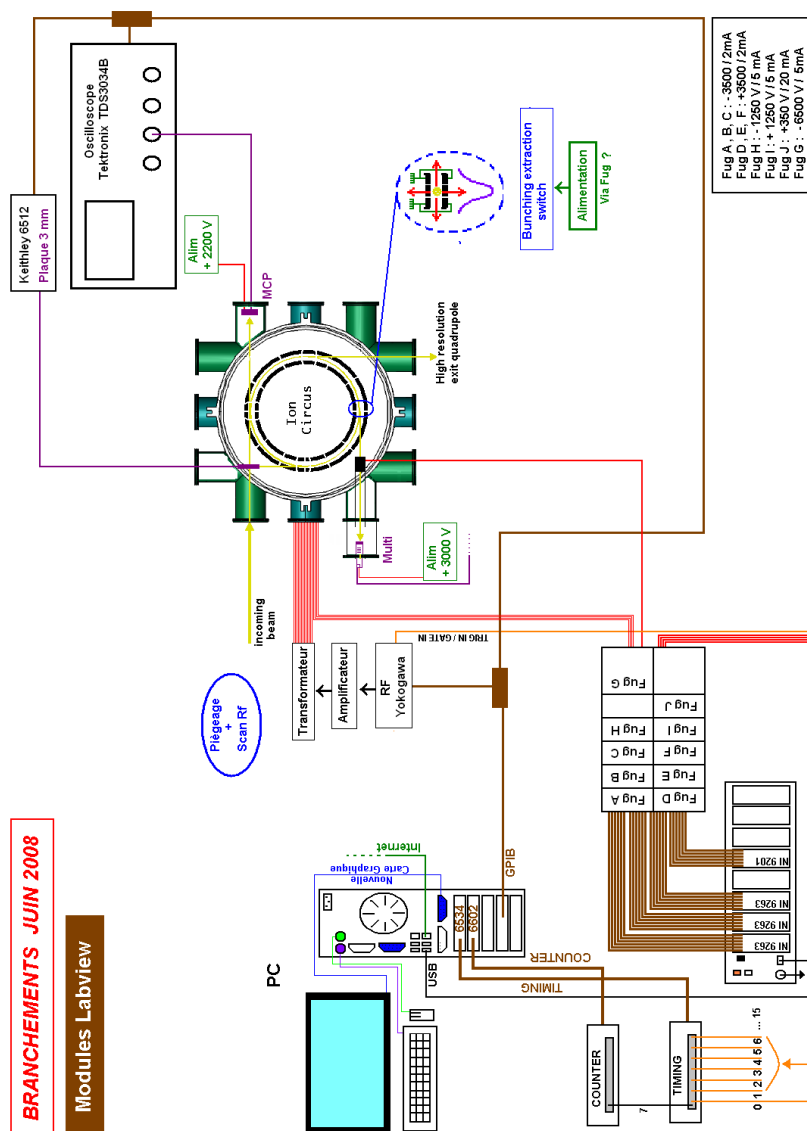 BRANCHEMENTS JUIN 2008
Modules Labview
PC
Nouvelle
Carte Graphique
Internet
USB
6534
6602
GPIB
COUNTER
TIMING
COUNTER
TIMING
7
0 1 2 3 4 5 6 ... 15
NI 9263
NI 9263
NI 9263
NI 9201
Fug A
Fug B
Fug C
Fug H
Fug G
Fug D
Fug E
Fug F
Fug I
Fug J
Piègeage
+
Scan Rf
Transformateur
Amplificateur
RF
Yokogawa
TRIG IN / GATE IN
incoming
beam
Ion
Circus
Multi
Alim
+ 3000 V
High resolution
exit quadrupole
MCP
Alim
+ 2200 V
Keithley 6512
Plaque 3 mm
Oscilloscope
Tektronix TDS3034B
Bunching extraction
switch
Alimentation
Via Fug ?
Fug A , B, C : - 3500 / 2mA
Fug D , E, F : +3500 / 2mA
Fug H : - 1250 V / 5 mA
Fug I : + 1250 V / 5 mA
Fug J : +350 V / 20 mA
Fug G : - 6500 V / 5mA